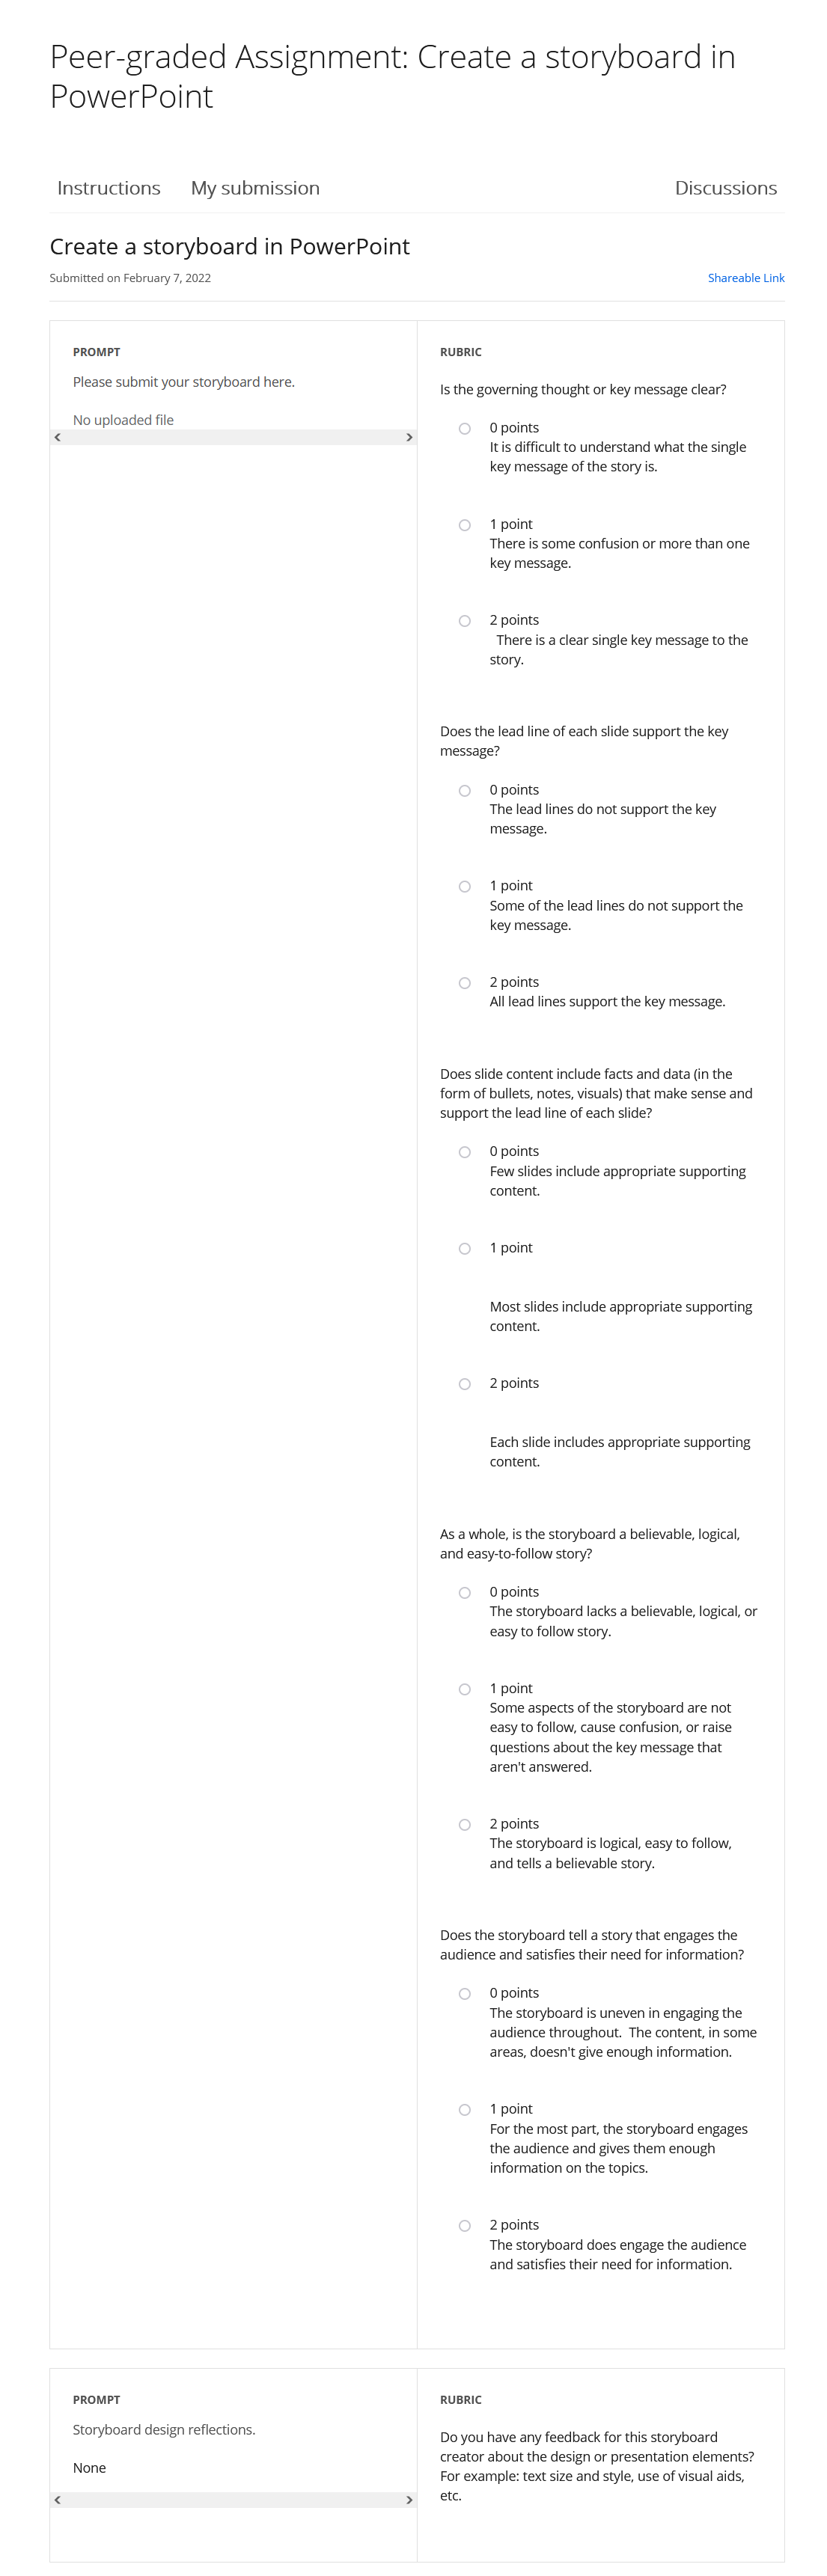 Peer-graded Assignment: Create a storyboard in
PowerPoint
Instructions
My submission
Discussions
Create a storyboard in PowerPoint
Submitted on February 7, 2022
Shareable Link
PROMPT
Please submit your storyboard here.
No uploaded file
RUBRIC
Is the governing thought or key message clear?
0 points
It is difficult to understand what the single
key message of the story is.
1 point
There is some confusion or more than one
key message.
2 points
There is a clear single key message to the
story.
Does the lead line of each slide support the key
message?
0 points
The lead lines do not support the key
message.
1 point
Some of the lead lines do not support the
key message.
2 points
All lead lines support the key message.
Does slide content include facts and data (in the
form of bullets, notes, visuals) that make sense and
support the lead line of each slide?
0 points
Few slides include appropriate supporting
content.
1 point
Most slides include appropriate supporting
content.
2 points
Each slide includes appropriate supporting
content.
As a whole, is the storyboard a believable, logical,
and easy-to-follow story?
0 points
The storyboard lacks a believable, logical, or
easy to follow story.
1 point
Some aspects of the storyboard are not
easy to follow, cause confusion, or raise
questions about the key message that
aren't answered.
2 points
The storyboard is logical, easy to follow,
and tells a believable story.
Does the storyboard tell a story that engages the
audience and satisfies their need for information?
0 points
The storyboard is uneven in engaging the
audience throughout.  The content, in some
areas, doesn't give enough information.
1 point
For the most part, the storyboard engages
the audience and gives them enough
information on the topics.
2 points
The storyboard does engage the audience
and satisfies their need for information.
PROMPT
Storyboard design reflections.
None
RUBRIC
Do you have any feedback for this storyboard
creator about the design or presentation elements?
For example: text size and style, use of visual aids,
etc.